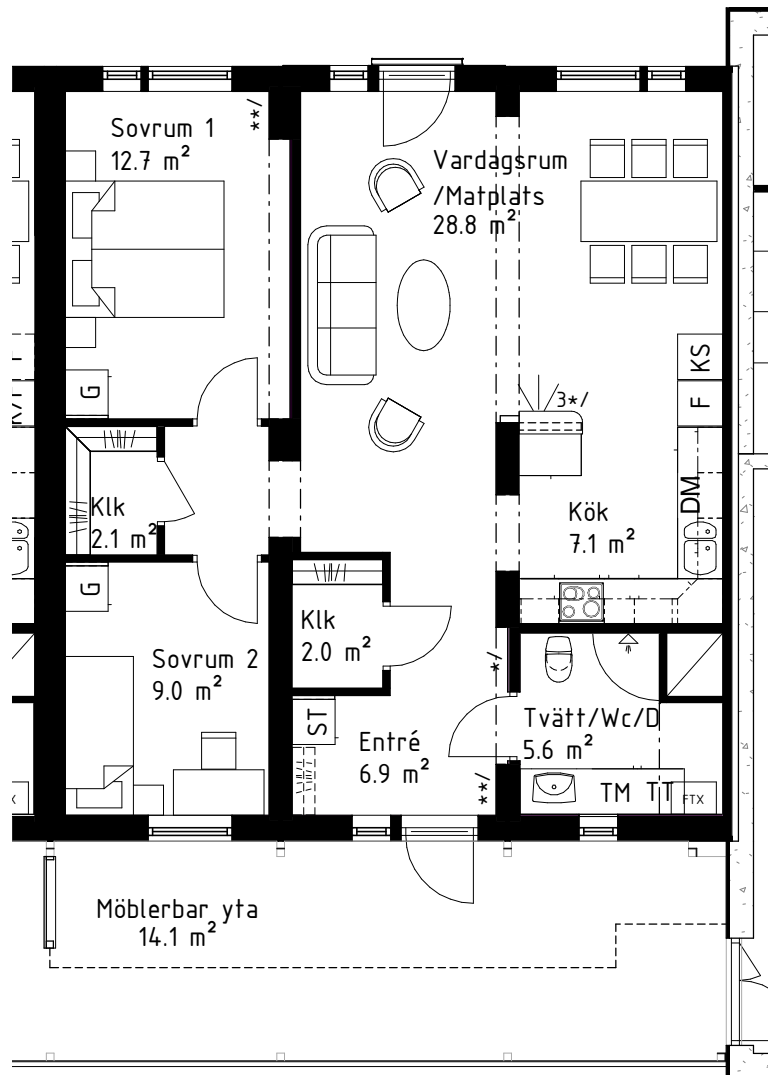 Sovrum 1
12.7 m²
**/
Vardagsrum
/Matplats
28.8 m²
KS
F
G
3*/
DM
Klk
2.1 m²
Kök
7.1 m²
G
Klk
2.0 m²
Sovrum 2
9.0 m²
*/
ST
Entré
6.9 m²
Tvätt/Wc/D
5.6 m²
**/
TM TT
FTX
Möblerbar yta
14.1 m²